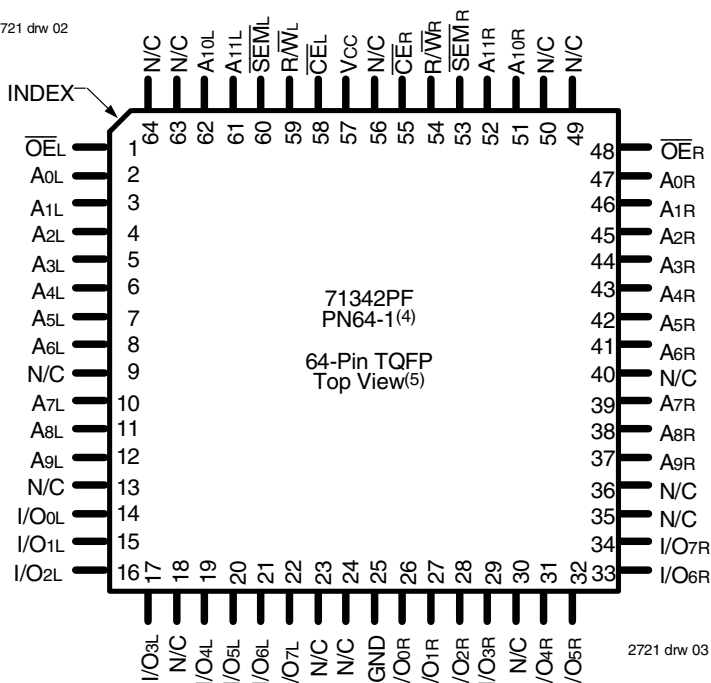 721 drw 02
N/C
N/C
A10L
A11L
SEML
R/WL
CEL
VCC
N/C
CER
R/WR
SEMR
A11R
A10R
N/C
N/C
INDEX
64
63
62
61
60
59
58
57
56
55
54
53
52
51
50
49
OEL 1
A0L 2
A1L 3
A2L 4
A3L 5
A4L 6
A5L 7
A6L 8
N/C 9
A7L 10
A8L 11
A9L 12
N/C 13
I/O0L 14
I/O1L 15
I/O2L 16
71342PF
PN64-1(4)
64-Pin TQFP
Top View(5)
48 OER
47 A0R
46 A1R
45 A2R
44 A3R
43 A4R
42 A5R
41 A6R
40 N/C
39 A7R
38 A8R
37 A9R
36 N/C
35 N/C
34 I/O7R
33 I/O6R
17
18
19
20
21
22
23
24
25
26
27
28
29
30
31
32
I/O3L
N/C
I/O4L
I/O5L
I/O6L
I/O7L
N/C
N/C
GND
I/O0R
I/O1R
I/O2R
I/O3R
N/C
I/O4R
I/O5R
2721 drw 03